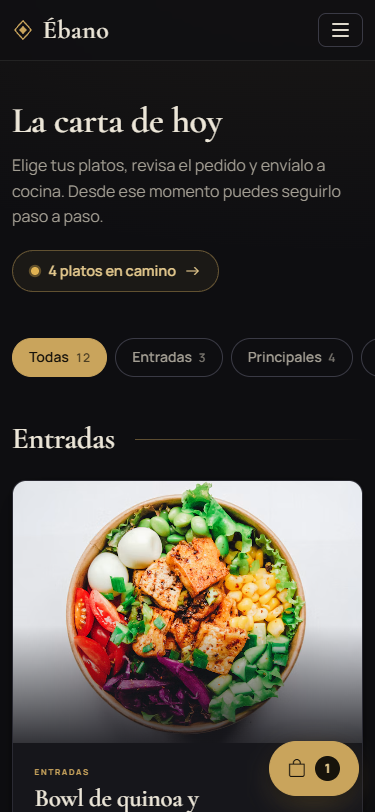 Ébano
La carta de hoy
Elige tus platos, revisa el pedido y envíalo a
cocina. Desde ese momento puedes seguirlo
paso a paso.
4 platos en camino →
Todas 12 Entradas 3 Principales 4
Entradas
ENTRADAS
Bowl de quinoa y
1